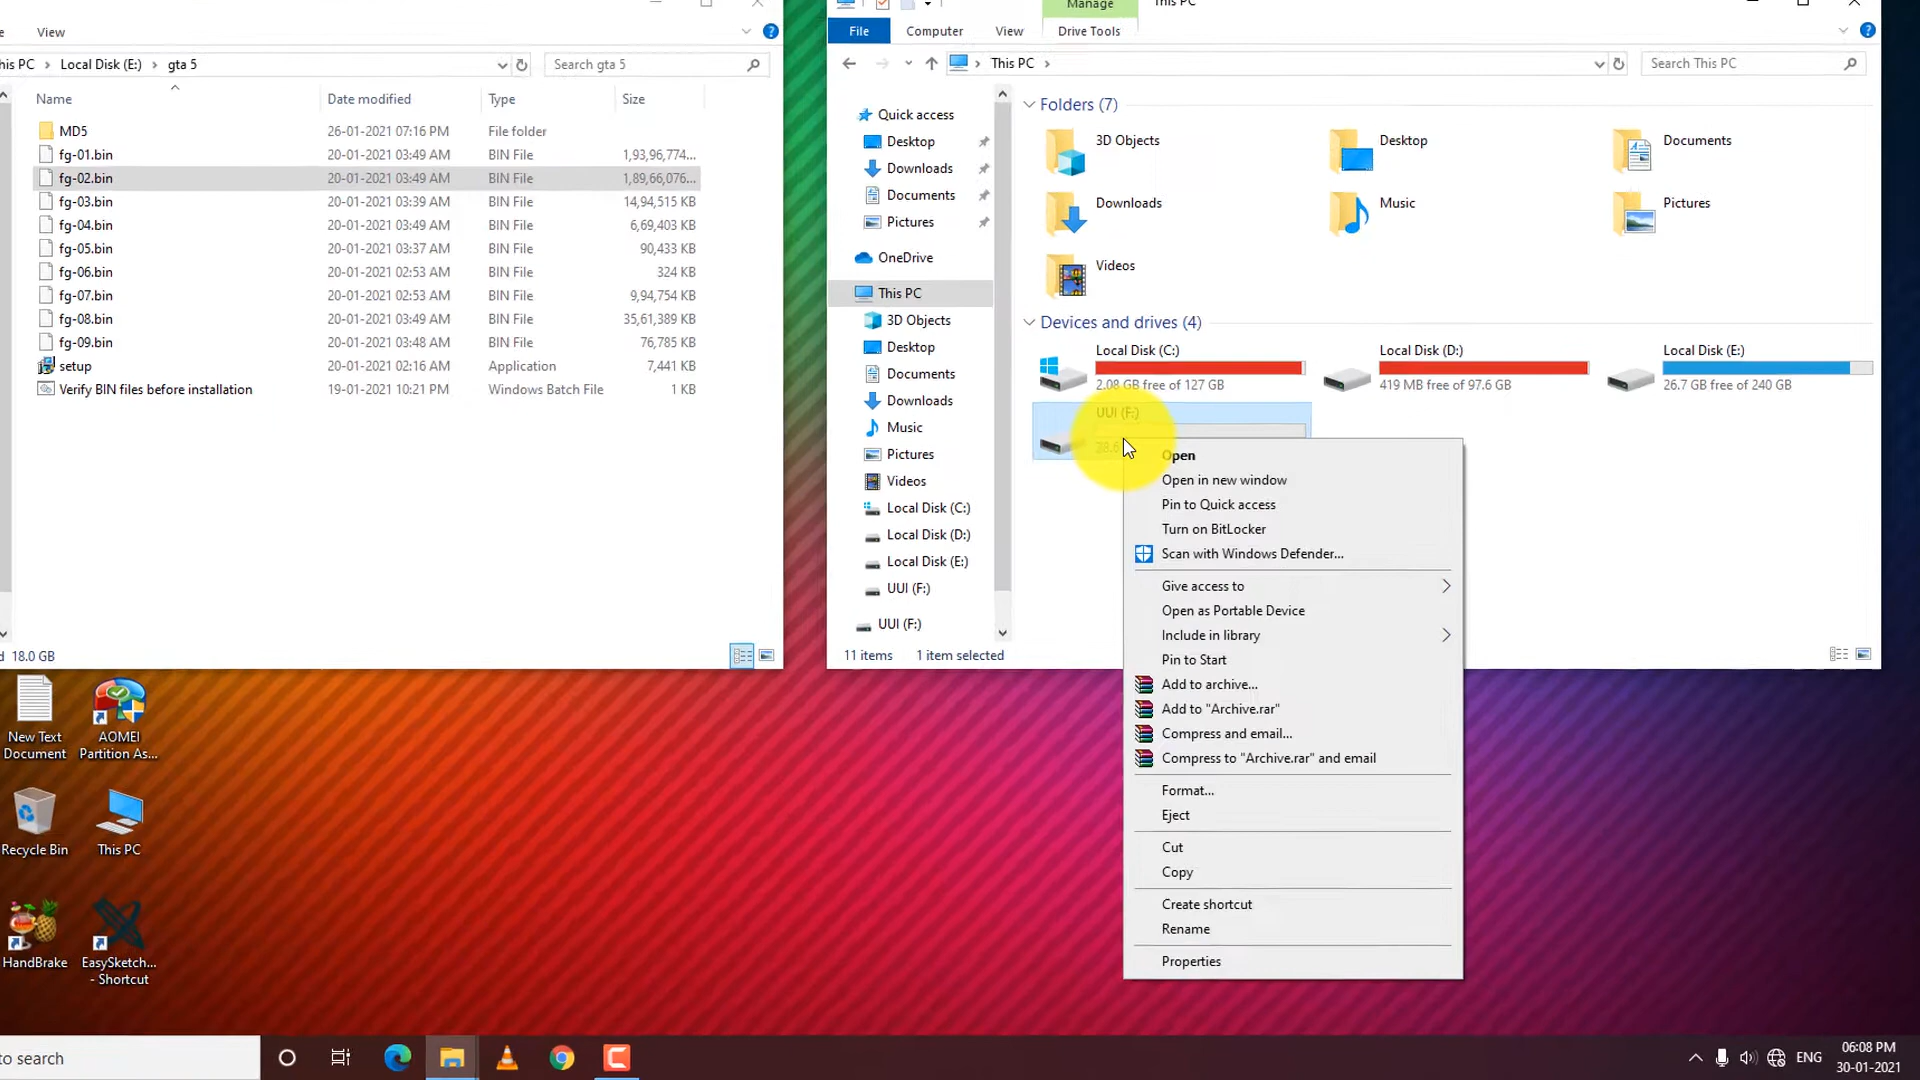 View
his PC > Local Disk (E:) > gta 5
Search gta 5
Name Date modified Type Size
MD5 26-01-2021 07:16 PM File folder
fg-01.bin 20-01-2021 03:49 AM BIN File 1,93,96,774...
fg-02.bin 20-01-2021 03:49 AM BIN File 1,89,66,076...
fg-03.bin 20-01-2021 03:39 AM BIN File 14,94,515 KB
fg-04.bin 20-01-2021 03:49 AM BIN File 6,69,403 KB
fg-05.bin 20-01-2021 03:37 AM BIN File 90,433 KB
fg-06.bin 20-01-2021 02:53 AM BIN File 324 KB
fg-07.bin 20-01-2021 02:53 AM BIN File 9,94,754 KB
fg-08.bin 20-01-2021 03:49 AM BIN File 35,61,389 KB
fg-09.bin 20-01-2021 03:48 AM BIN File 76,785 KB
setup 20-01-2021 02:16 AM Application 7,441 KB
Verify BIN files before installation 19-01-2021 10:21 PM Windows Batch File 1 KB
d 18.0 GB
Manage This PC
File Computer View Drive Tools
This PC >
Search This PC
Quick access
Desktop
Downloads
Documents
Pictures
OneDrive
This PC
3D Objects
Desktop
Documents
Downloads
Music
Pictures
Videos
Local Disk (C:)
Local Disk (D:)
Local Disk (E:)
UUI (F:)
UUI (F:)
Folders (7)
3D Objects Desktop Documents
Downloads Music Pictures
Videos
Devices and drives (4)
Local Disk (C:) Local Disk (D:) Local Disk (E:)
2.08 GB free of 127 GB 419 MB free of 97.6 GB 26.7 GB free of 240 GB
UUI (F:)
11 items 1 item selected
Open
Open in new window
Pin to Quick access
Turn on BitLocker
Scan with Windows Defender...
Give access to
Open as Portable Device
Include in library
Pin to Start
Add to archive...
Add to "Archive.rar"
Compress and email...
Compress to "Archive.rar" and email
Format...
Eject
Cut
Copy
Create shortcut
Rename
Properties
New Text
Document
AOMEI
Partition As...
Recycle Bin
This PC
HandBrake
EasySketch...
- Shortcut
to search
ENG
06:08 PM
30-01-2021